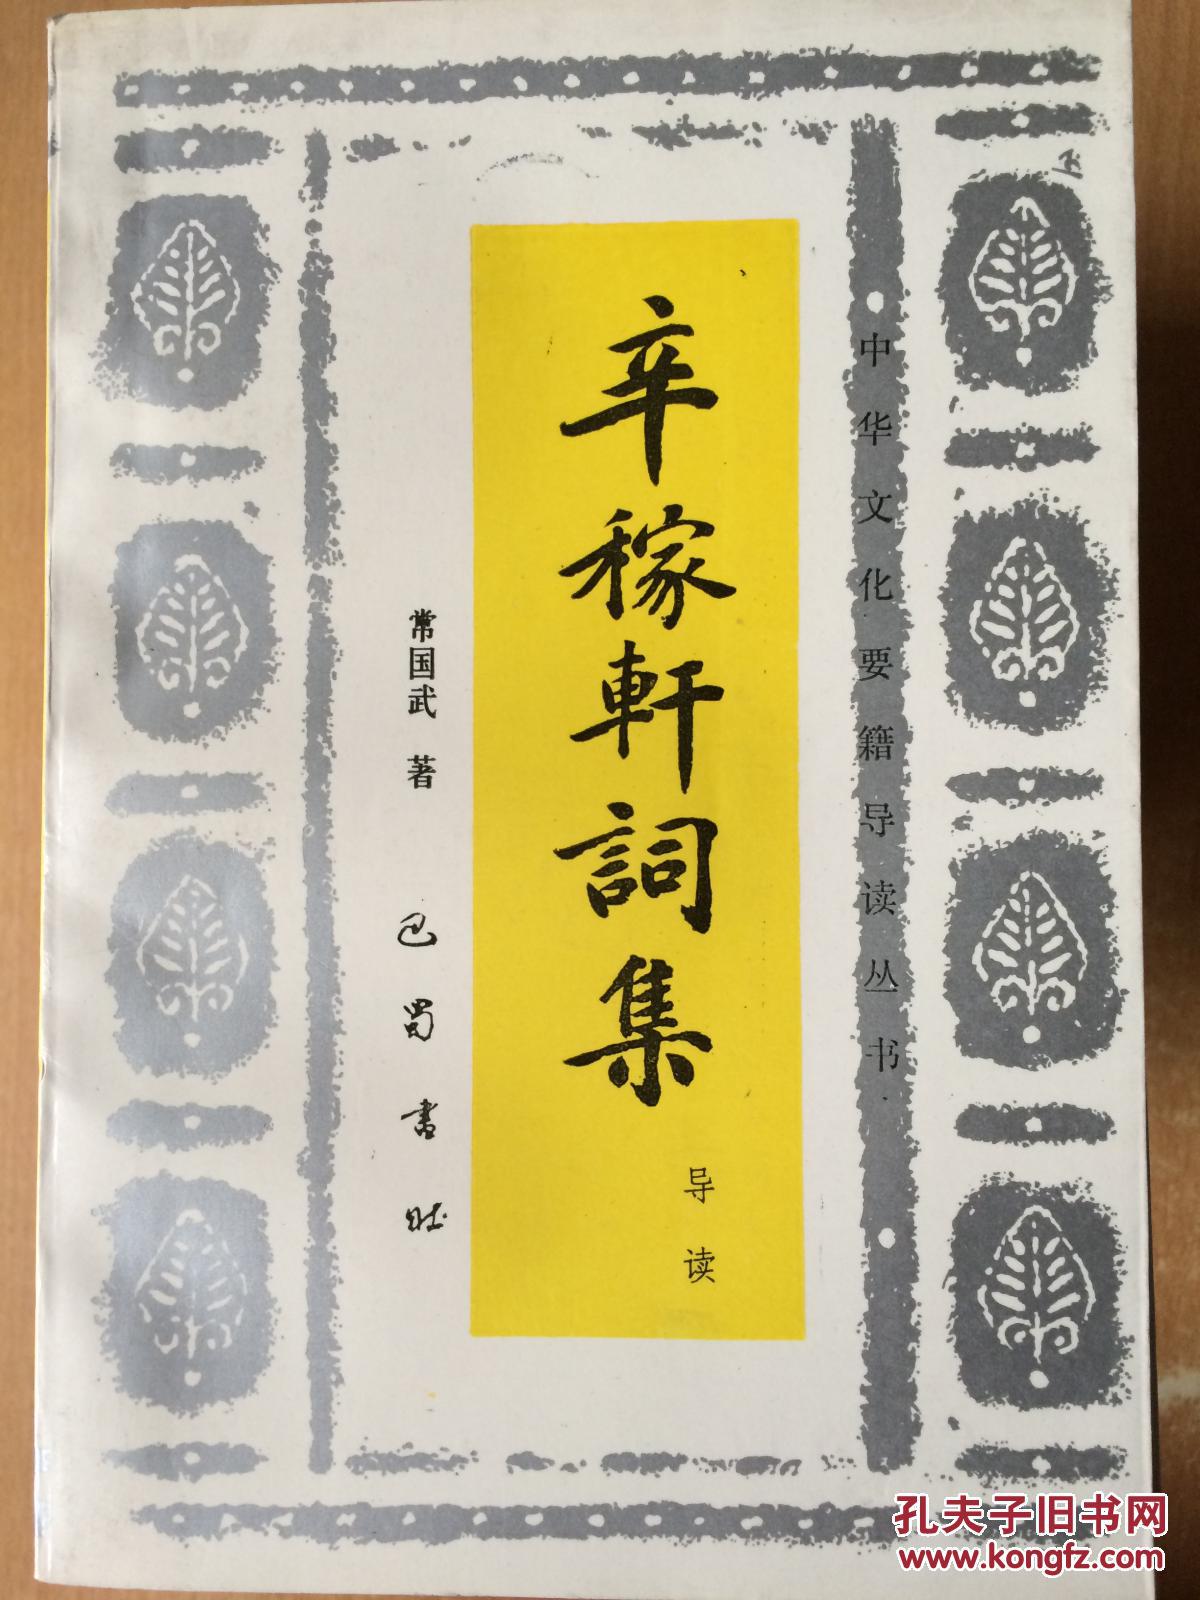 中华文化要籍导读丛书
辛稼軒詞集
导读
常国武 著
巴蜀書社
孔夫子旧书网
www.kongfz.com